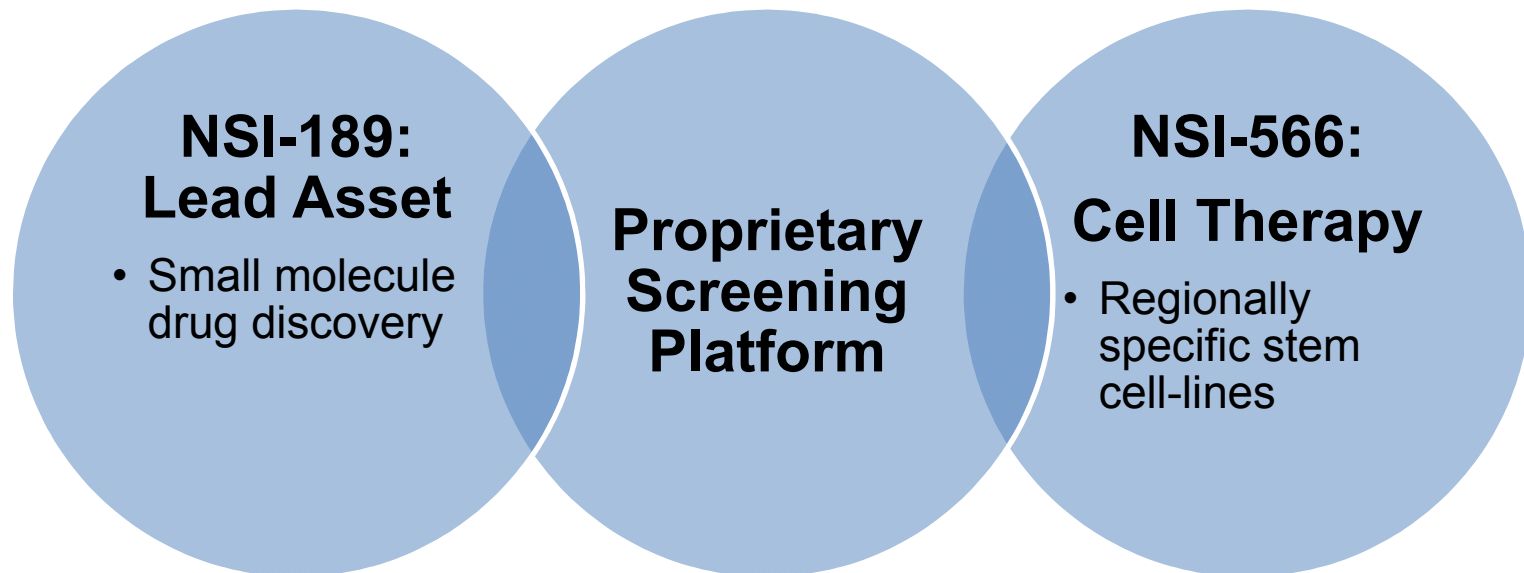 NSI-189:
Lead Asset
• Small molecule
drug discovery
Proprietary
Screening
Platform
NSI-566:
Cell Therapy
• Regionally
specific stem
cell-lines